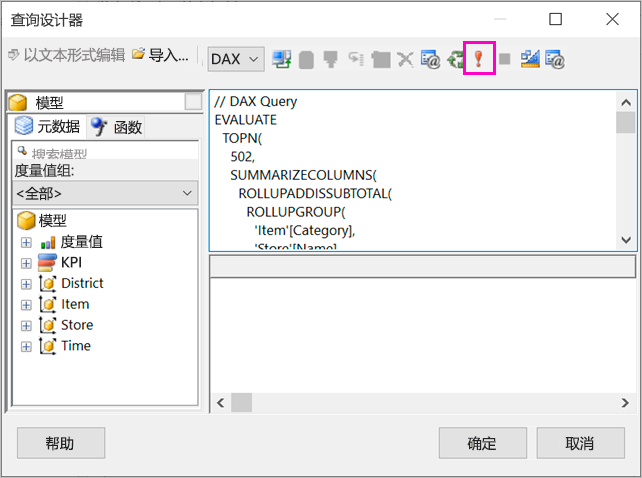 查询设计器
以文本形式编辑 导入...
DAX
模型
元数据 函数
搜索模型
度量值组:
<全部>
模型
度量值
KPI
District
Item
Store
Time
// DAX Query
EVALUATE
TOPN(
502,
SUMMARIZECOLUMNS(
ROLLUPADDISSUBTOTAL(
ROLLUPGROUP(
'Item'[Category],
'Store'[Name],
帮助
确定
取消